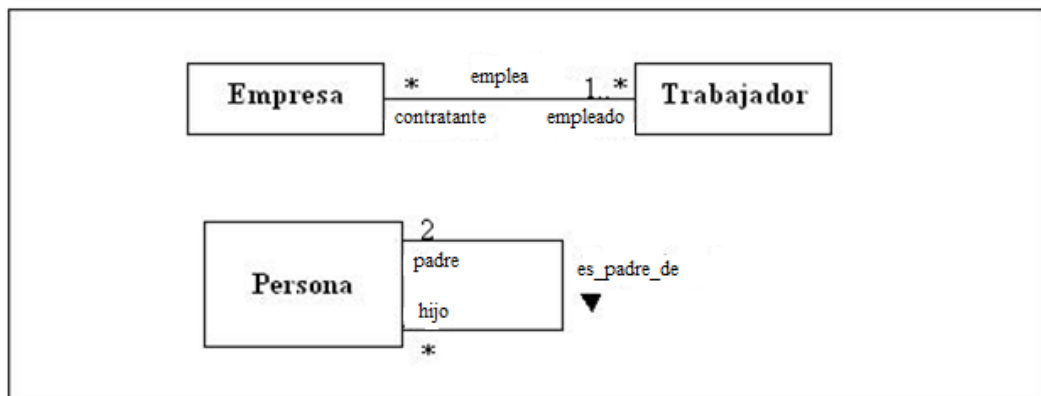 emplea
Empresa * 1..* Trabajador
contratante empleado
2
padre
es_padre_de
Persona
hijo
*